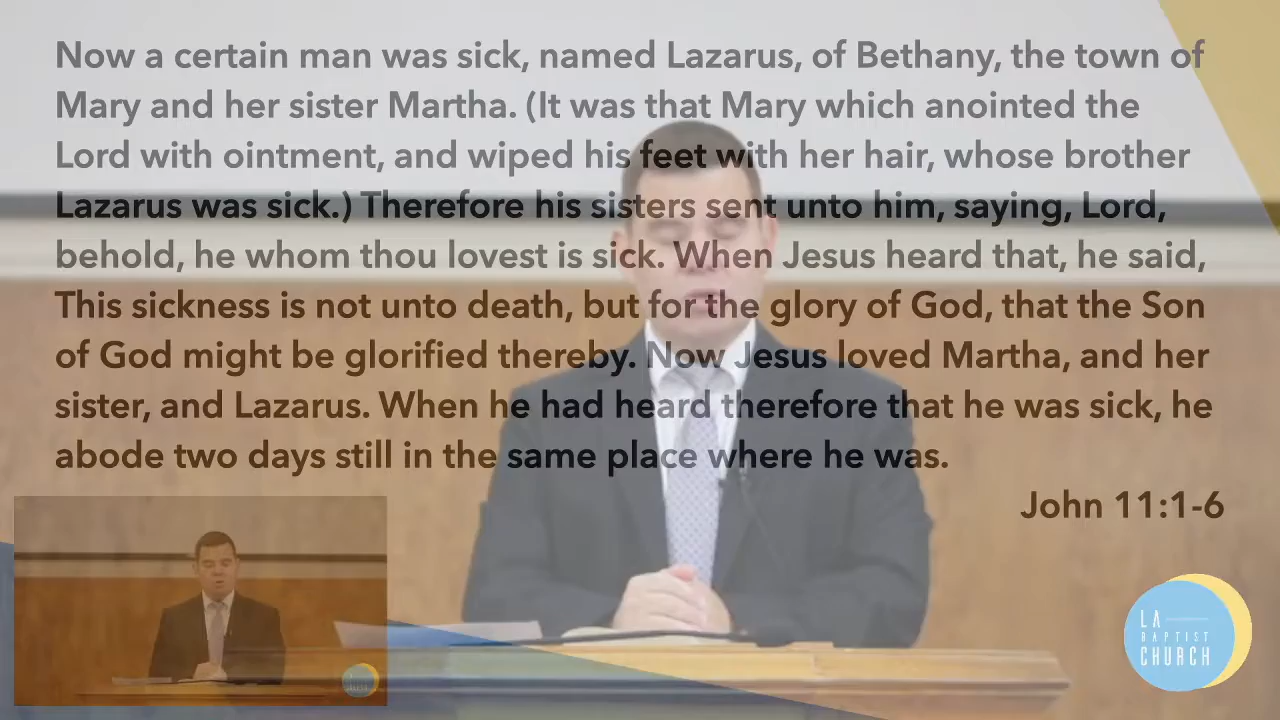 Now a certain man was sick, named Lazarus, of Bethany, the town of
Mary and her sister Martha. (It was that Mary which anointed the
Lord with ointment, and wiped his feet with her hair, whose brother
Lazarus was sick.) Therefore his sisters sent unto him, saying, Lord,
behold, he whom thou lovest is sick. When Jesus heard that, he said,
This sickness is not unto death, but for the glory of God, that the Son
of God might be glorified thereby. Now Jesus loved Martha, and her
sister, and Lazarus. When he had heard therefore that he was sick, he
abode two days still in the same place where he was.
John 11:1-6
LA
BAPTIST
CHURCH